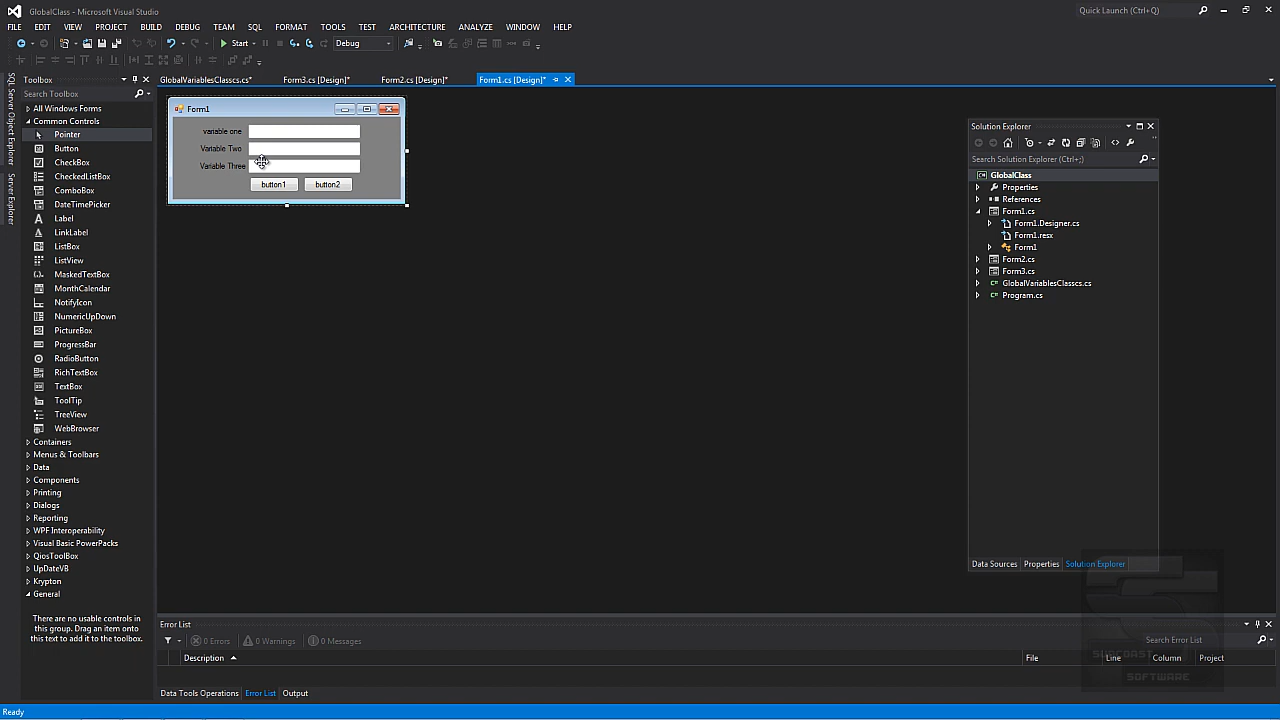 GlobalClass - Microsoft Visual Studio
Quick Launch (Ctrl+Q)
FILE EDIT VIEW PROJECT BUILD DEBUG TEAM SQL FORMAT TOOLS TEST ARCHITECTURE ANALYZE WINDOW HELP
Start
Debug
SQL Server Object Explorer
Server Explorer
Toolbox
Search Toolbox
All Windows Forms
Common Controls
Pointer
Button
CheckBox
CheckedListBox
ComboBox
DateTimePicker
Label
LinkLabel
ListBox
ListView
MaskedTextBox
MonthCalendar
NotifyIcon
NumericUpDown
PictureBox
ProgressBar
RadioButton
RichTextBox
TextBox
ToolTip
TreeView
WebBrowser
Containers
Menus & Toolbars
Data
Components
Printing
Dialogs
Reporting
WPF Interoperability
Visual Basic PowerPacks
QiosToolBox
UpDateVB
Krypton
General
There are no usable controls in
this group. Drag an item onto
this text to add it to the toolbox.
GlobalVariablesClasscs.cs*
Form3.cs [Design]*
Form2.cs [Design]*
Form1.cs [Design]*
Form1
variable one
Variable Two
Variable Three
button1
button2
Solution Explorer
Search Solution Explorer (Ctrl+;)
GlobalClass
Properties
References
Form1.cs
Form1.Designer.cs
Form1.resx
Form1
Form2.cs
Form3.cs
GlobalVariablesClasscs.cs
Program.cs
Data Sources Properties Solution Explorer
Error List
0 Errors
0 Warnings
0 Messages
Search Error List
Description
File
Line
Column
Project
Data Tools Operations Error List Output
SUNCOAST
SOFTWARE
Ready